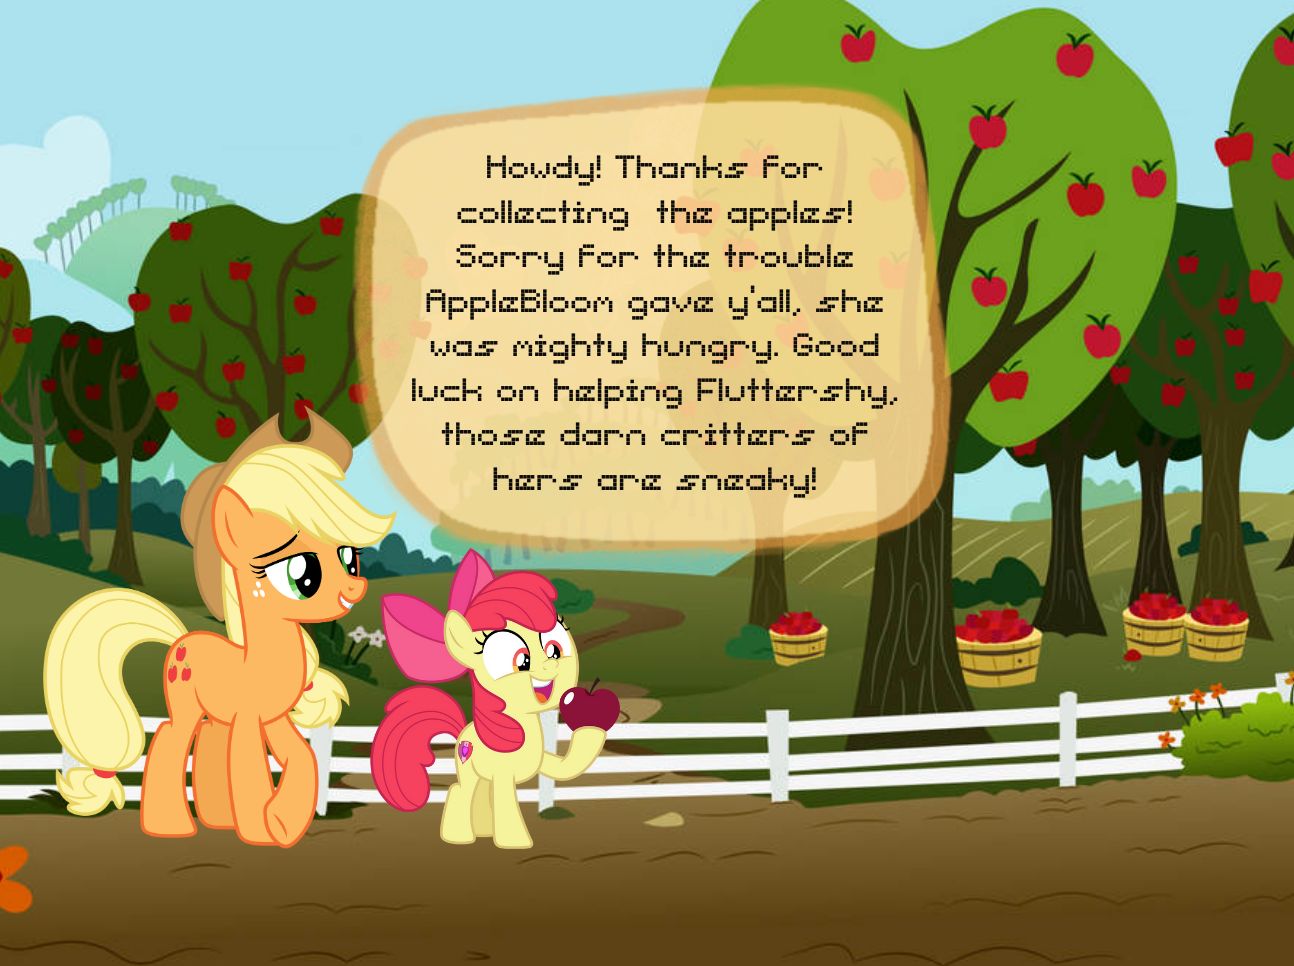 Howdy! Thanks for
collecting the apples!
Sorry for the trouble
AppleBloom gave y'all, she
was mighty hungry. Good
luck on helping Fluttershy,
those darn critters of
hers are sneaky!